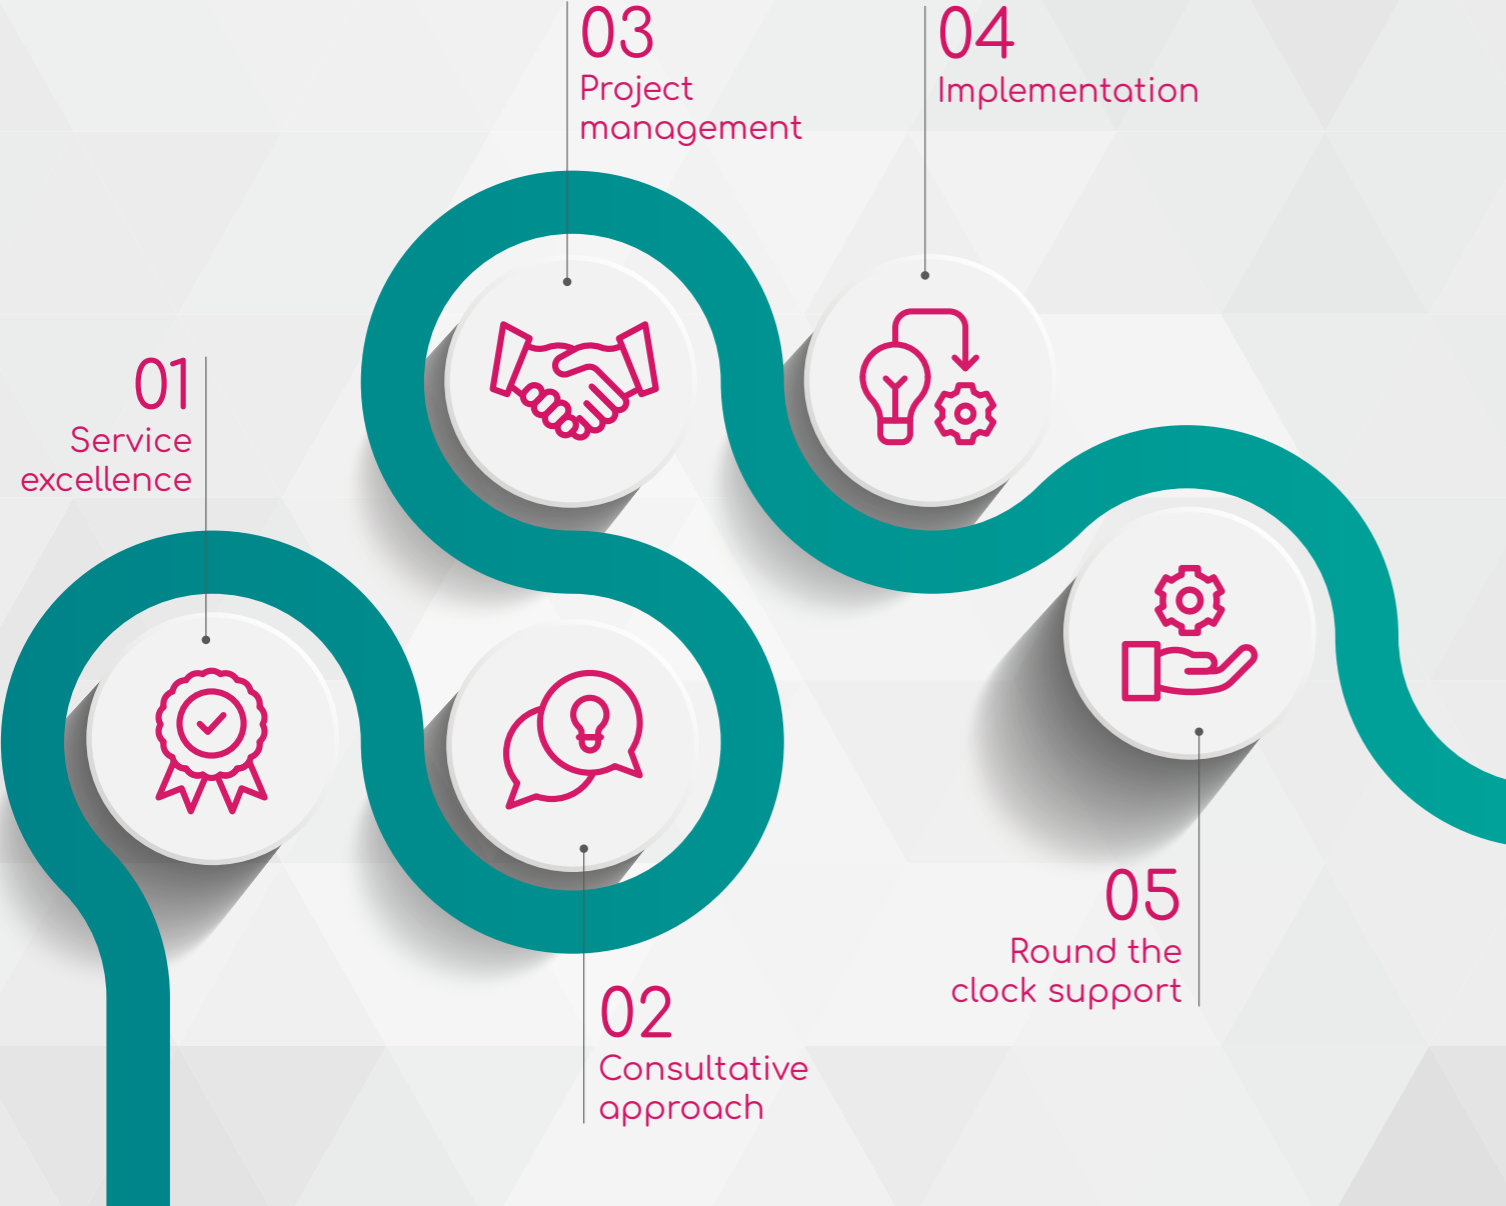 01
Service
excellence
02
Consultative
approach
03
Project
management
04
Implementation
05
Round the
clock support